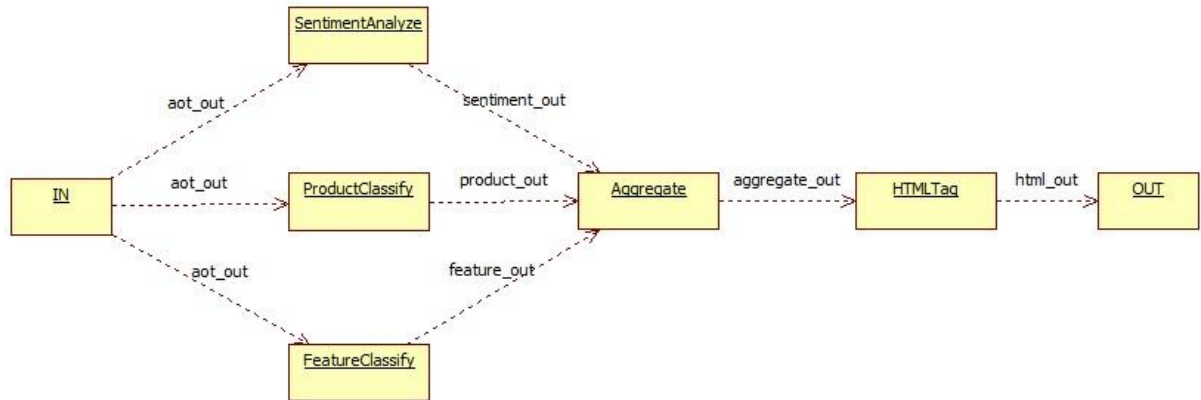 SentimentAnalyze
aot_out
sentiment_out
IN
aot_out
ProductClassify
product_out
Aggregate
aggregate_out
HTMLTag
html_out
OUT
aot_out
feature_out
FeatureClassify